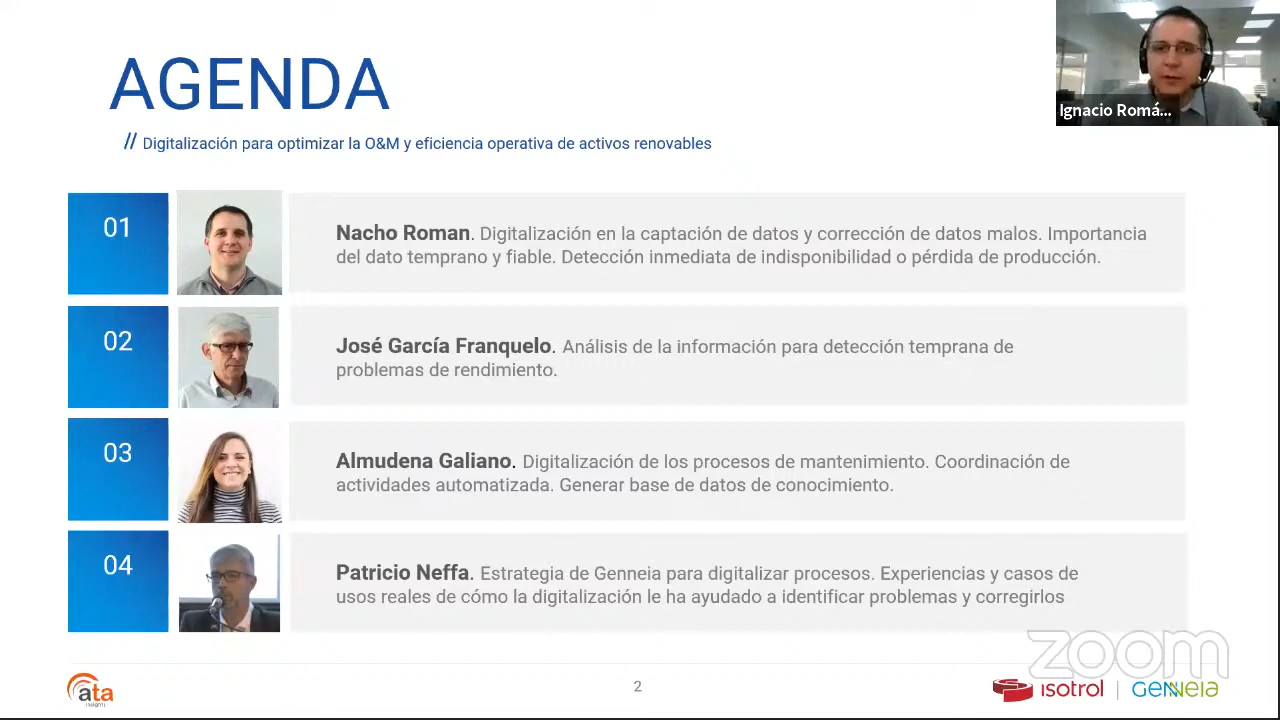 AGENDA
// Digitalización para optimizar la O&M y eficiencia operativa de activos renovables
Ignacio Romá...
01
Nacho Roman. Digitalización en la captación de datos y corrección de datos malos. Importancia
del dato temprano y fiable. Detección inmediata de indisponibilidad o pérdida de producción.
02
José García Franquelo. Análisis de la información para detección temprana de
problemas de rendimiento.
03
Almudena Galiano. Digitalización de los procesos de mantenimiento. Coordinación de
actividades automatizada. Generar base de datos de conocimiento.
04
Patricio Neffa. Estrategia de Genneia para digitalizar procesos. Experiencias y casos de
usos reales de cómo la digitalización le ha ayudado a identificar problemas y corregirlos
zoom
ata
insights
2
isotrol | GENNEIA